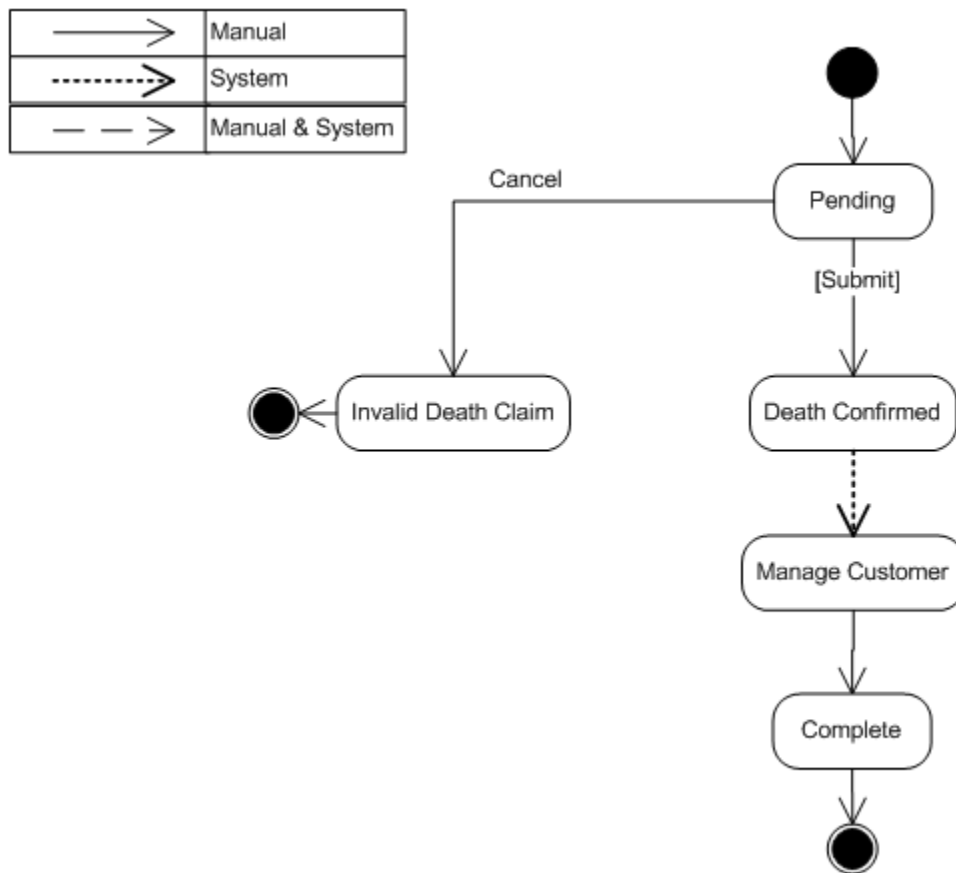 Manual
System
Manual & System
Pending
Cancel
[Submit]
Invalid Death Claim
Death Confirmed
Manage Customer
Complete